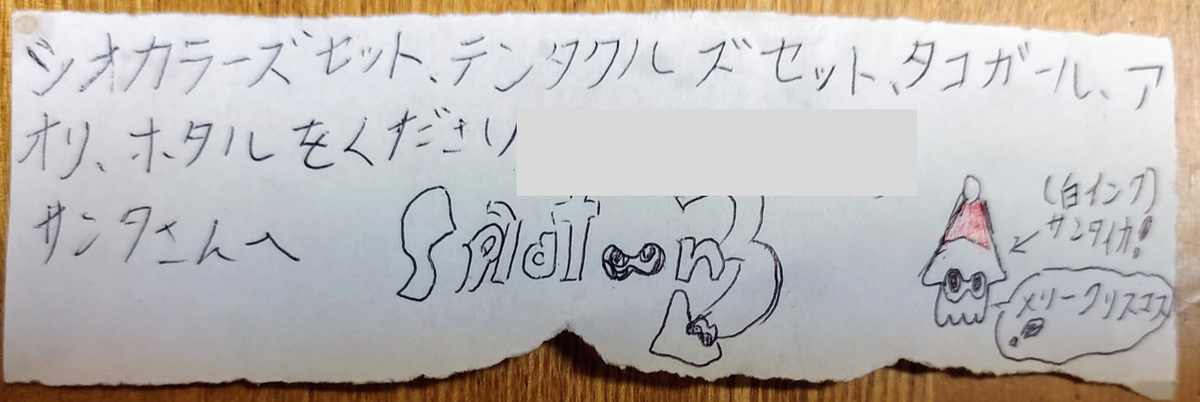 シオカラーズセット、テンタクルズセット、タコガール、ア
オリ、ホタルをください
サンタさんへ
Splatoon3
(白インク)
サンタイカ!
メリークリスコス